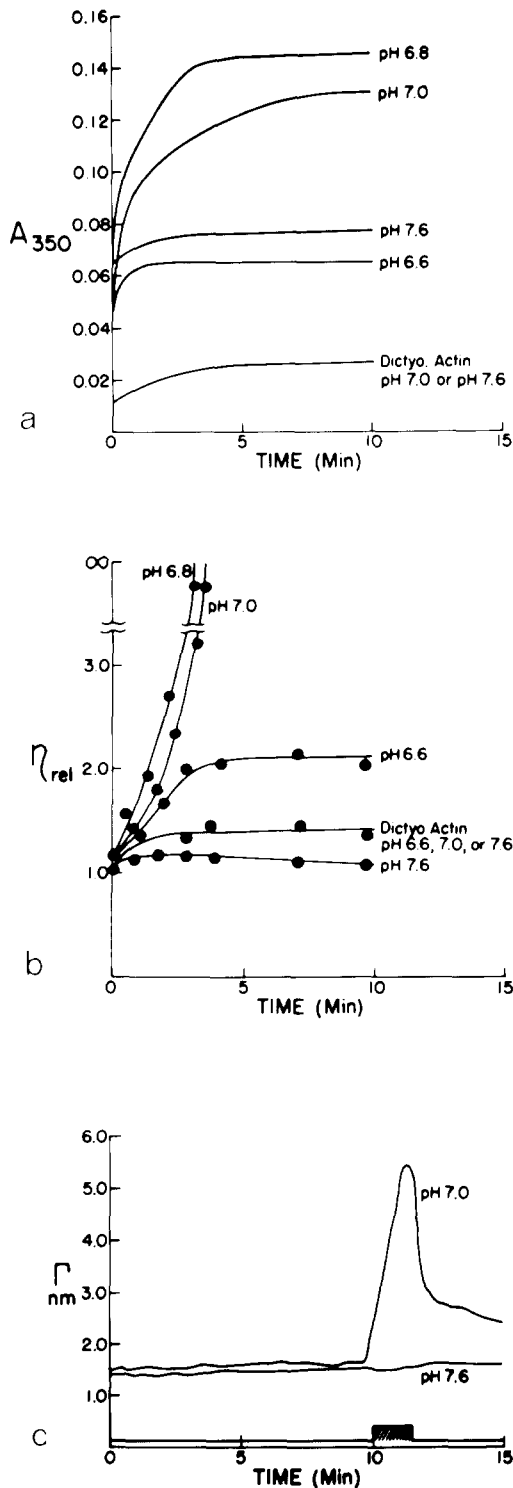 0.16
0.14
0.12
0.10
0.08
0.06
0.04
0.02
A350
pH 6.8
pH 7.0
pH 7.6
pH 6.6
Dictyo. Actin
pH 7.0 or pH 7.6
0 5 10 15
TIME (Min)
a
∞
3.0
2.0
1.0
ηrel
pH 6.8
pH 7.0
pH 6.6
Dictyo Actin
pH 6.6, 7.0, or 7.6
pH 7.6
0 5 10 15
TIME (Min)
b
6.0
5.0
4.0
3.0
2.0
1.0
Γ
nm
pH 7.0
pH 7.6
0 5 10 15
TIME (Min)
c